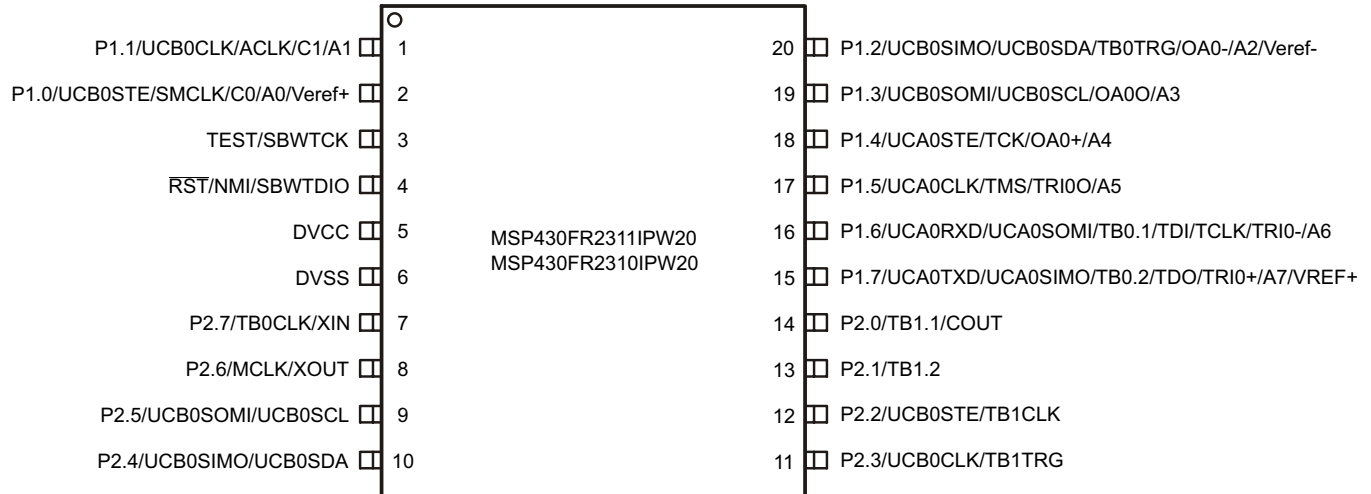 P1.1/UCB0CLK/ACLK/C1/A1 1 20 P1.2/UCB0SIMO/UCB0SDA/TB0TRG/OA0-/A2/Veref-
P1.0/UCB0STE/SMCLK/C0/A0/Veref+ 2 19 P1.3/UCB0SOMI/UCB0SCL/OA0O/A3
TEST/SBWTCK 3 18 P1.4/UCA0STE/TCK/OA0+/A4
RST/NMI/SBWTDIO 4 17 P1.5/UCA0CLK/TMS/TRI0O/A5
DVCC 5 16 P1.6/UCA0RXD/UCA0SOMI/TB0.1/TDI/TCLK/TRI0-/A6
MSP430FR2311IPW20
MSP430FR2310IPW20
DVSS 6 15 P1.7/UCA0TXD/UCA0SIMO/TB0.2/TDO/TRI0+/A7/VREF+
P2.7/TB0CLK/XIN 7 14 P2.0/TB1.1/COUT
P2.6/MCLK/XOUT 8 13 P2.1/TB1.2
P2.5/UCB0SOMI/UCB0SCL 9 12 P2.2/UCB0STE/TB1CLK
P2.4/UCB0SIMO/UCB0SDA 10 11 P2.3/UCB0CLK/TB1TRG